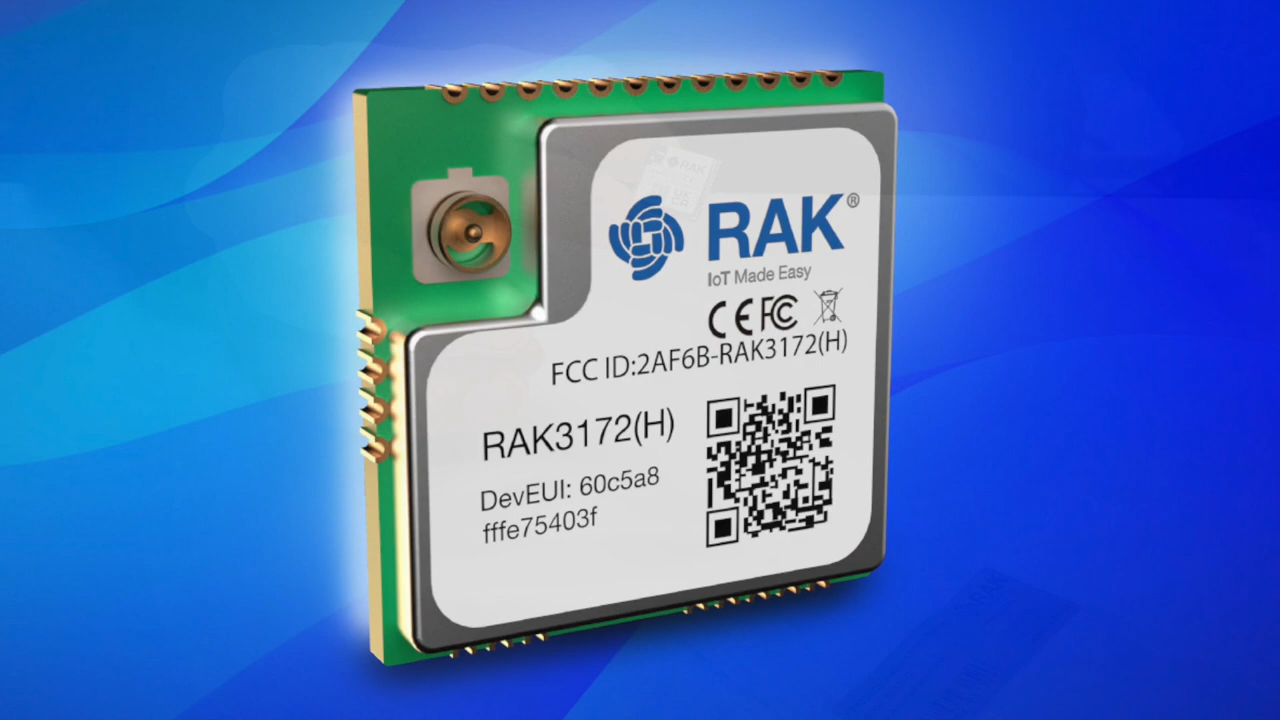 RAK®
IoT Made Easy
CE FC
FCC ID:2AF6B-RAK3172(H)
RAK3172(H)
DevEUI: 60c5a8
fffe75403f